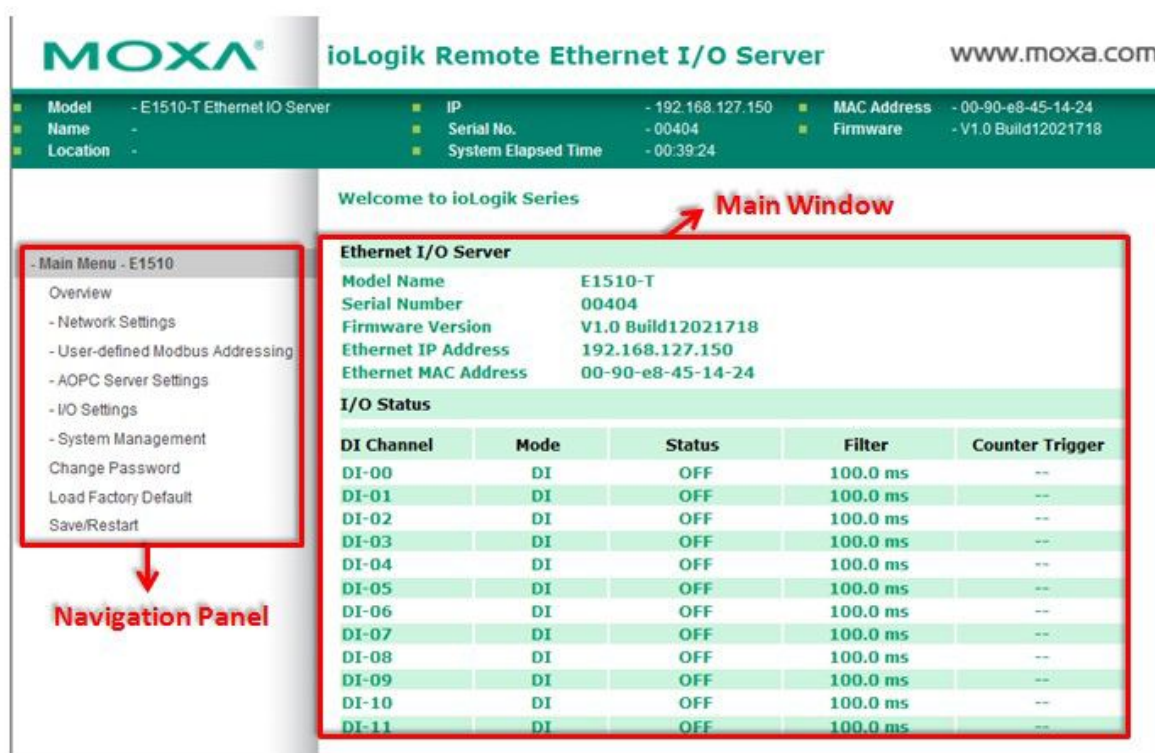 MOXA® ioLogik Remote Ethernet I/O Server www.moxa.com
Model - E1510-T Ethernet IO Server IP - 192.168.127.150 MAC Address - 00-90-e8-45-14-24
Name - Serial No. - 00404 Firmware - V1.0 Build12021718
Location - System Elapsed Time - 00:39:24
Welcome to ioLogik Series
Main Window
- Main Menu - E1510
Overview
- Network Settings
- User-defined Modbus Addressing
- AOPC Server Settings
- I/O Settings
- System Management
Change Password
Load Factory Default
Save/Restart
Navigation Panel
Ethernet I/O Server
Model Name E1510-T
Serial Number 00404
Firmware Version V1.0 Build12021718
Ethernet IP Address 192.168.127.150
Ethernet MAC Address 00-90-e8-45-14-24
I/O Status
DI Channel Mode Status Filter Counter Trigger
DI-00 DI OFF 100.0 ms --
DI-01 DI OFF 100.0 ms --
DI-02 DI OFF 100.0 ms --
DI-03 DI OFF 100.0 ms --
DI-04 DI OFF 100.0 ms --
DI-05 DI OFF 100.0 ms --
DI-06 DI OFF 100.0 ms --
DI-07 DI OFF 100.0 ms --
DI-08 DI OFF 100.0 ms --
DI-09 DI OFF 100.0 ms --
DI-10 DI OFF 100.0 ms --
DI-11 DI OFF 100.0 ms --